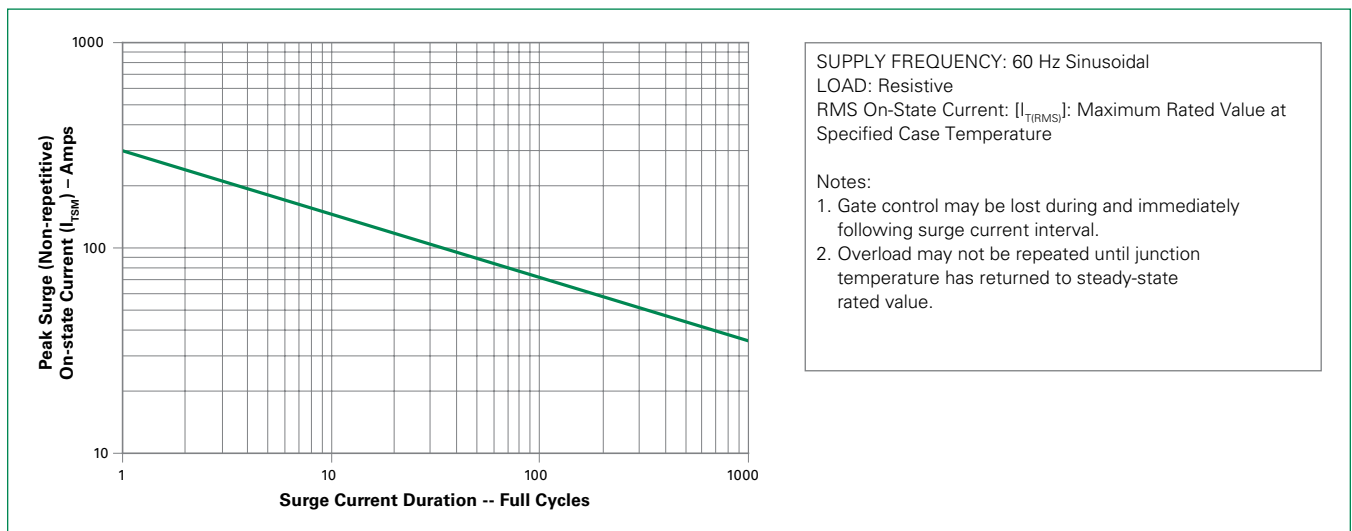 Peak Surge (Non-repetitive)
On-state Current (I_TSM) – Amps
1000
100
10
1
10
100
1000
Surge Current Duration -- Full Cycles
SUPPLY FREQUENCY: 60 Hz Sinusoidal
LOAD: Resistive
RMS On-State Current: [I_T(RMS)]: Maximum Rated Value at
Specified Case Temperature
Notes:
1. Gate control may be lost during and immediately
following surge current interval.
2. Overload may not be repeated until junction
temperature has returned to steady-state
rated value.